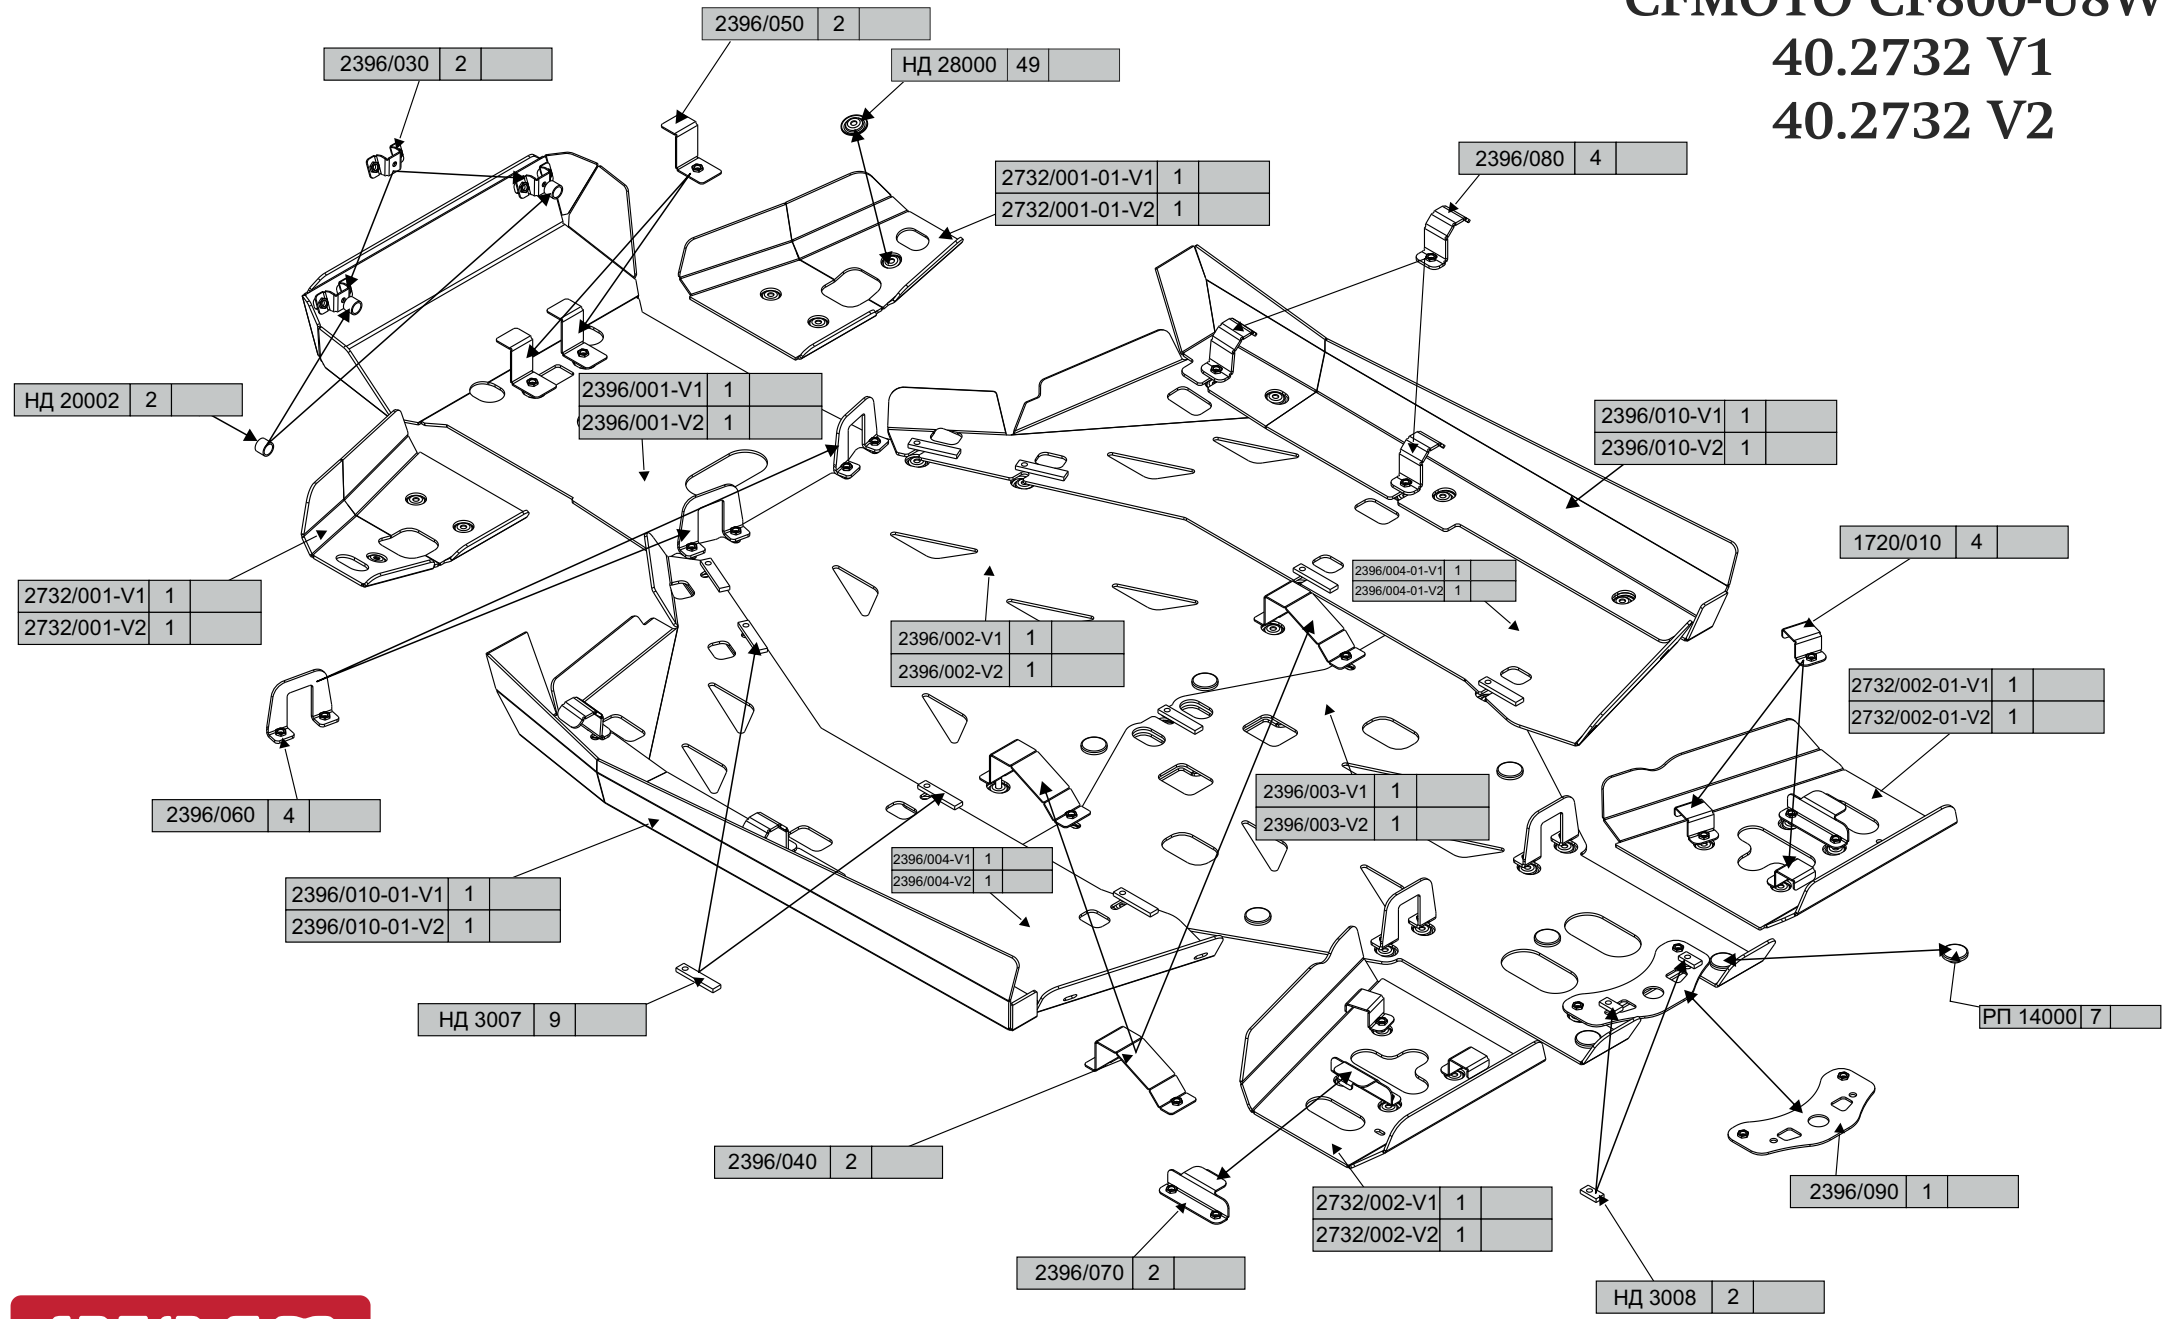 CFMOTO CF800-U8W
40.2732 V1
40.2732 V2
2396/050 2
2396/030 2
НД 28000 49
2732/001-01-V1 1
2732/001-01-V2 1
2396/080 4
НД 20002 2
2396/001-V1 1
2396/001-V2 1
2396/010-V1 1
2396/010-V2 1
1720/010 4
2396/004-01-V1 1
2396/004-01-V2 1
2732/001-V1 1
2732/001-V2 1
2396/002-V1 1
2396/002-V2 1
2732/002-01-V1 1
2732/002-01-V2 1
2396/060 4
2396/003-V1 1
2396/003-V2 1
2396/004-V1 1
2396/004-V2 1
2396/010-01-V1 1
2396/010-01-V2 1
НД 3007 9
РП 14000 7
2396/040 2
2396/090 1
2732/002-V1 1
2732/002-V2 1
2396/070 2
НД 3008 2